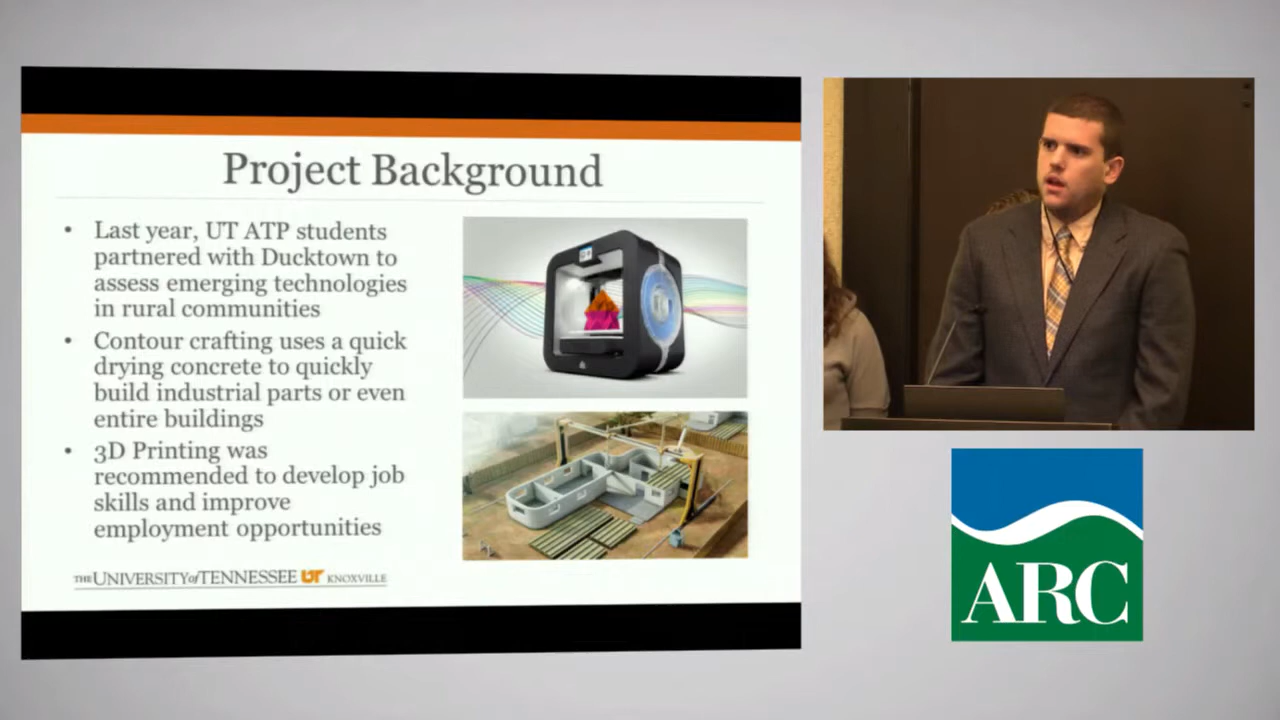 Project Background
• Last year, UT ATP students
partnered with Ducktown to
assess emerging technologies
in rural communities
• Contour crafting uses a quick
drying concrete to quickly
build industrial parts or even
entire buildings
• 3D Printing was
recommended to develop job
skills and improve
employment opportunities
THE UNIVERSITY of TENNESSEE UT KNOXVILLE
ARC